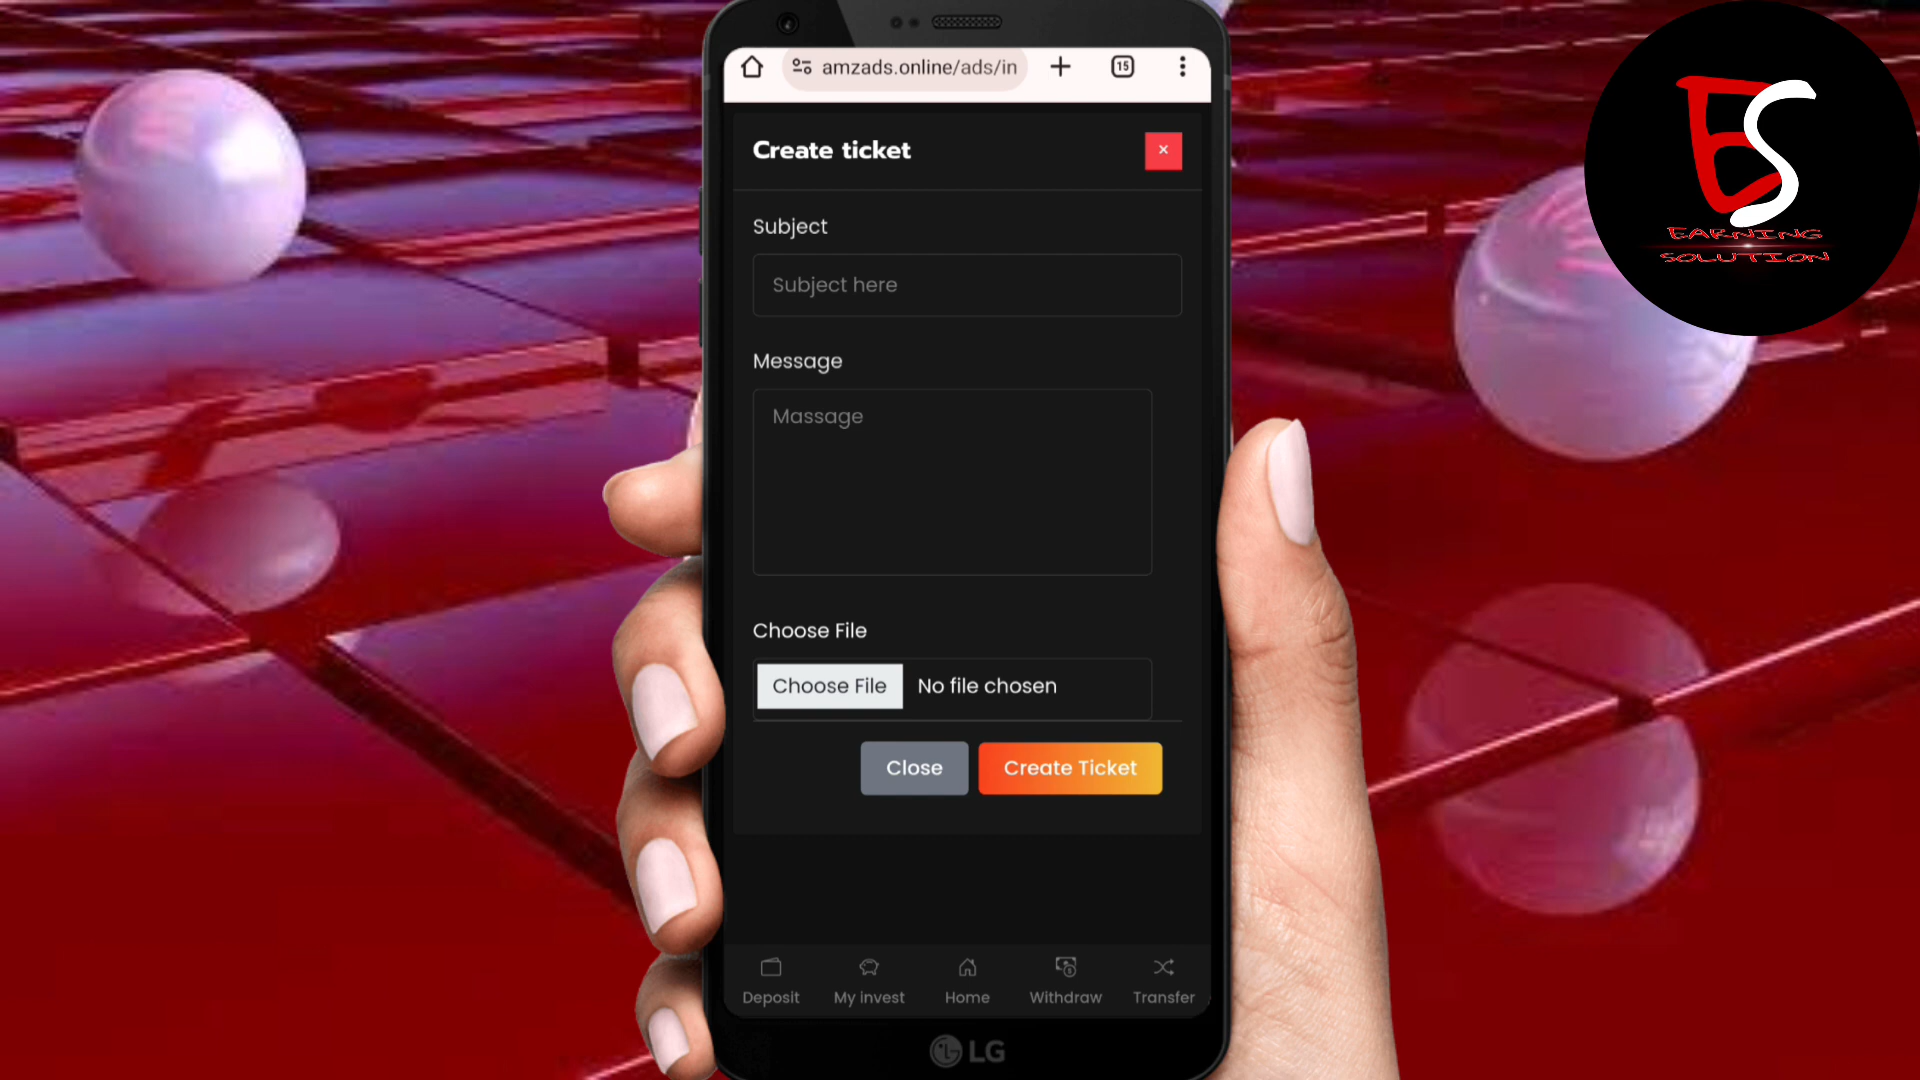 amzads.online/ads/in
15
Create ticket
×
Subject
Subject here
Message
Massage
Choose File
Choose File No file chosen
Close Create Ticket
Deposit My invest Home Withdraw Transfer
LG
ES
EARNING
SOLUTION